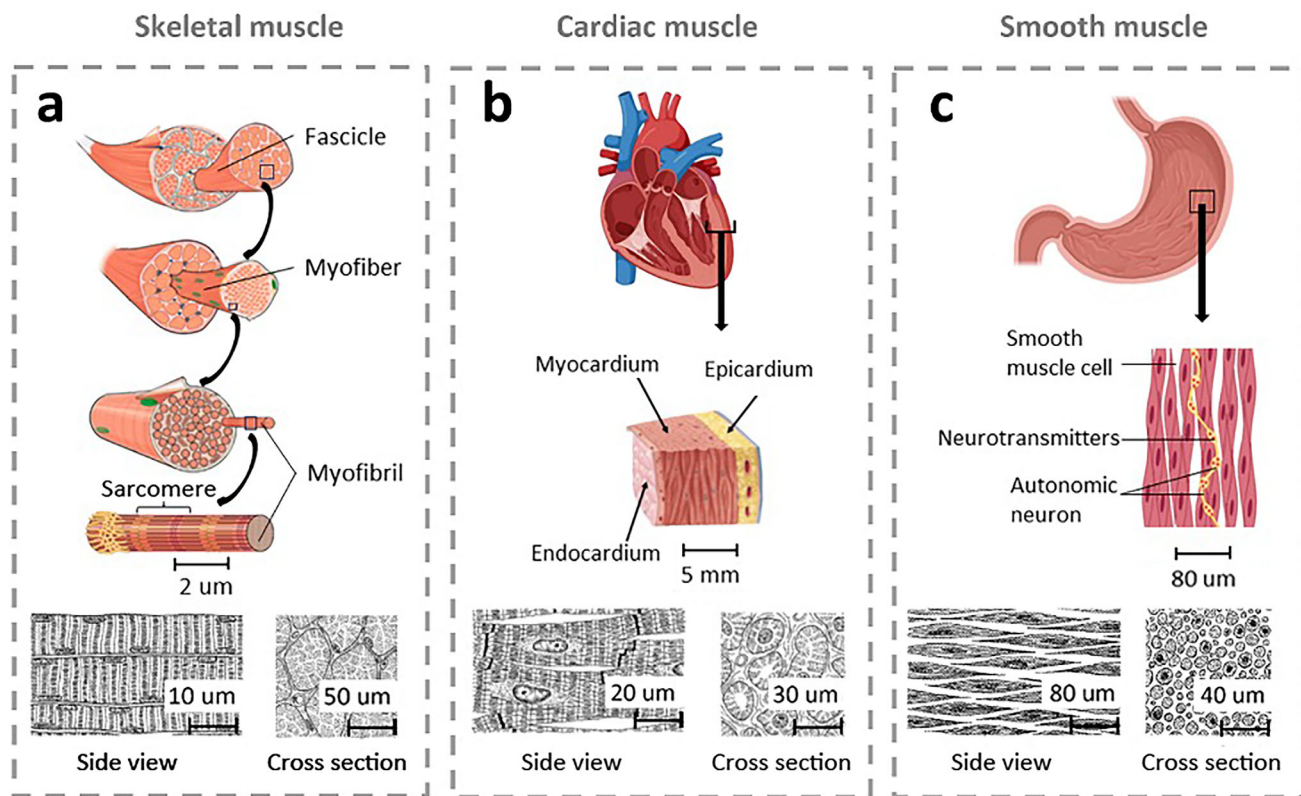 Skeletal muscle
Cardiac muscle
Smooth muscle
a
Fascicle
Myofiber
Myofibril
Sarcomere
2 um
10 um
50 um
Side view
Cross section
b
Myocardium
Epicardium
Endocardium
5 mm
20 um
30 um
Side view
Cross section
c
Smooth
muscle cell
Neurotransmitters
Autonomic
neuron
80 um
80 um
40 um
Side view
Cross section